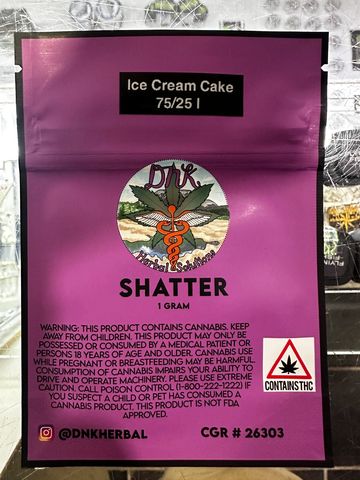 Ice Cream Cake
75/25 I
DNK
Herbal Solutions
SHATTER
1 GRAM
WARNING: THIS PRODUCT CONTAINS CANNABIS. KEEP
AWAY FROM CHILDREN. THIS PRODUCT MAY ONLY BE
POSSESSED OR CONSUMED BY A MEDICAL PATIENT OR
PERSONS 18 YEARS OF AGE AND OLDER. CANNABIS USE
WHILE PREGNANT OR BREASTFEEDING MAY BE HARMFUL.
CONSUMPTION OF CANNABIS IMPAIRS YOUR ABILITY TO
DRIVE AND OPERATE MACHINERY. PLEASE USE EXTREME
CAUTION. CALL POISON CONTROL (1-800-222-1222) IF
YOU SUSPECT A CHILD OR PET HAS CONSUMED A
CANNABIS PRODUCT. THIS PRODUCT IS NOT FDA
APPROVED.
CONTAINS THC
@DNKHERBAL
CGR # 26303